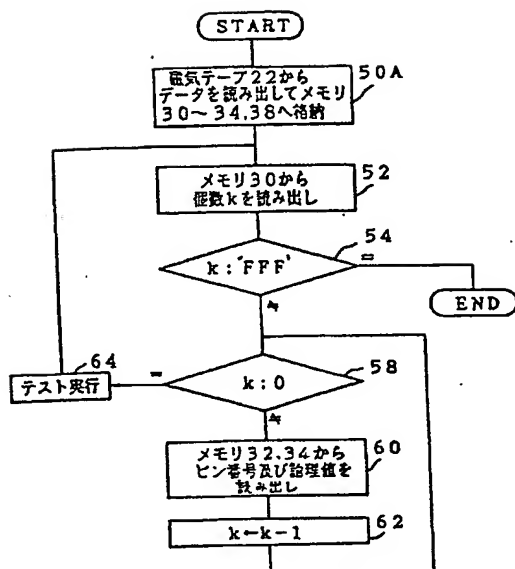 START
磁気テープ22から
データを読み出してメモリ
30〜34,38へ格納
50A
メモリ30から
個数kを読み出し
52
k:'FFF'
54
=
≒
END
64
テスト実行
=
k:0
58
≒
メモリ32,34から
ピン番号及び論理値を
読み出し
60
k←k-1
62